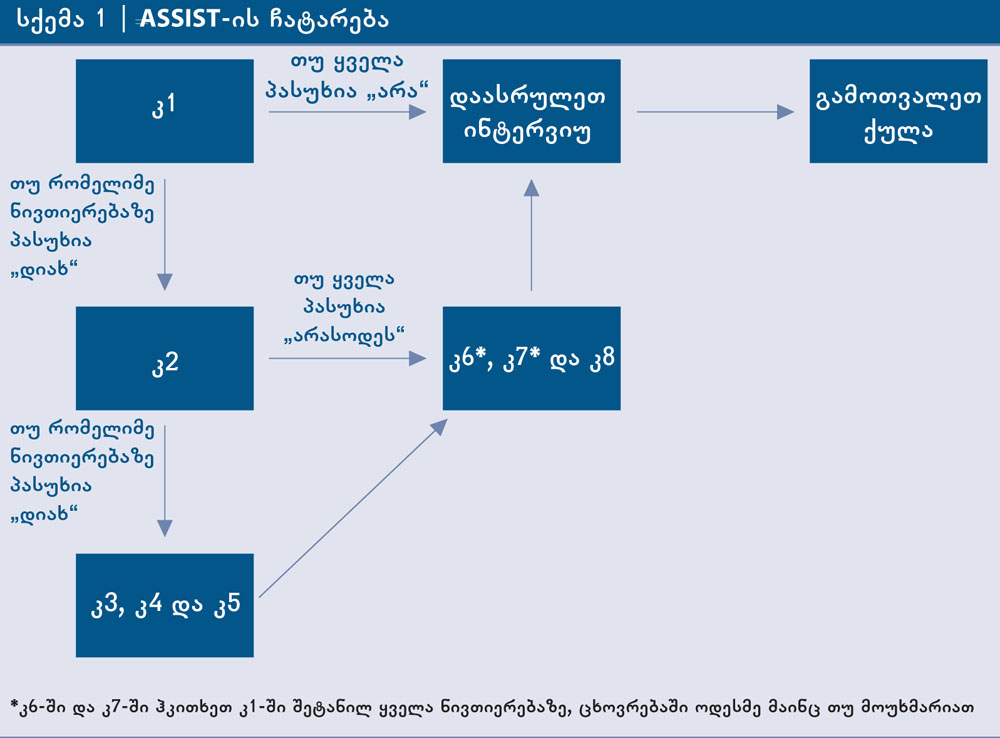 სქემა 1 | ASSIST-ის ჩატარება
კ1
თუ ყველა
პასუხია „არა“
დაასრულეთ
ინტერვიუ
გამოთვალეთ
ქულა
თუ რომელიმე
ნივთიერებაზე
პასუხია
„დიახ“
კ2
თუ ყველა
პასუხია
„არასოდეს“
კ6*, კ7* და კ8
თუ რომელიმე
ნივთიერებაზე
პასუხია
„დიახ“
კ3, კ4 და კ5
*კ6-ში და კ7-ში ჰკითხეთ კ1-ში შეტანილ ყველა ნივთიერებაზე, ცხოვრებაში ოდესმე მაინც თუ მოუხმარიათ